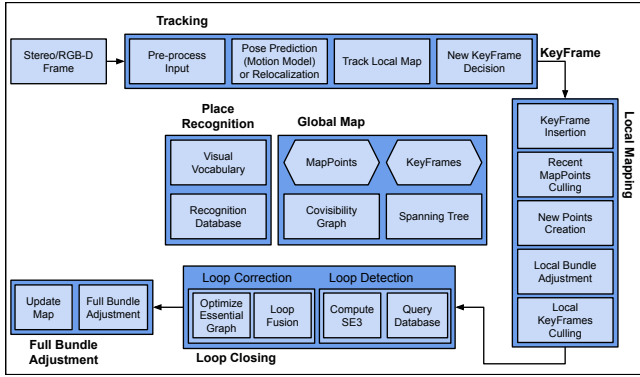 Tracking
Stereo/RGB-D
Frame
Pre-process
Input
Pose Prediction
(Motion Model)
or Relocalization
Track Local Map
New KeyFrame
Decision
KeyFrame
Local Mapping
KeyFrame
Insertion
Recent
MapPoints
Culling
New Points
Creation
Local Bundle
Adjustment
Local
KeyFrames
Culling
Place
Recognition
Visual
Vocabulary
Recognition
Database
Global Map
MapPoints
KeyFrames
Covisibility
Graph
Spanning Tree
Loop Correction
Optimize
Essential
Graph
Loop
Fusion
Loop Detection
Compute
SE3
Query
Database
Loop Closing
Update
Map
Full Bundle
Adjustment
Full Bundle
Adjustment